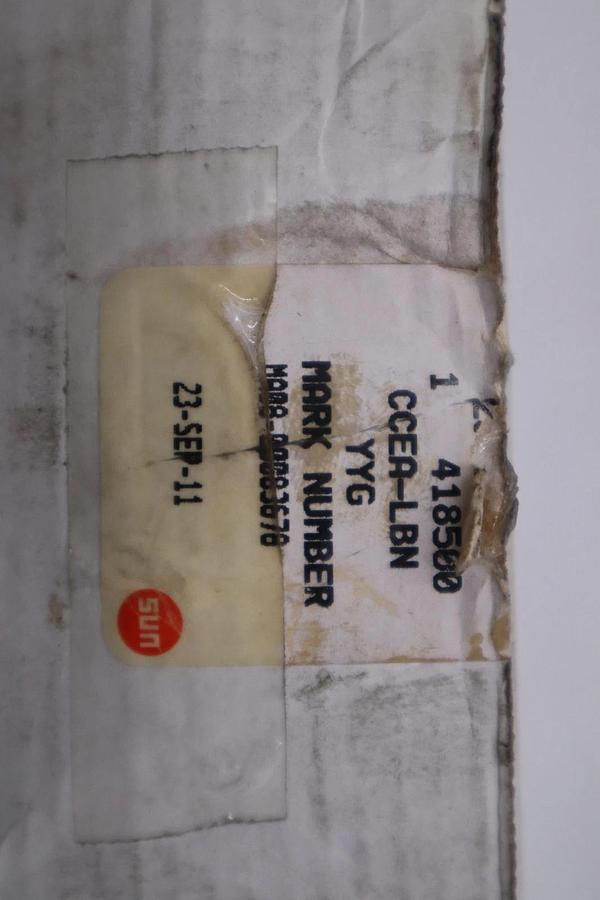 1 418500
CCEA-LBN
YYG
MARK NUMBER
23-SEP-11
sun